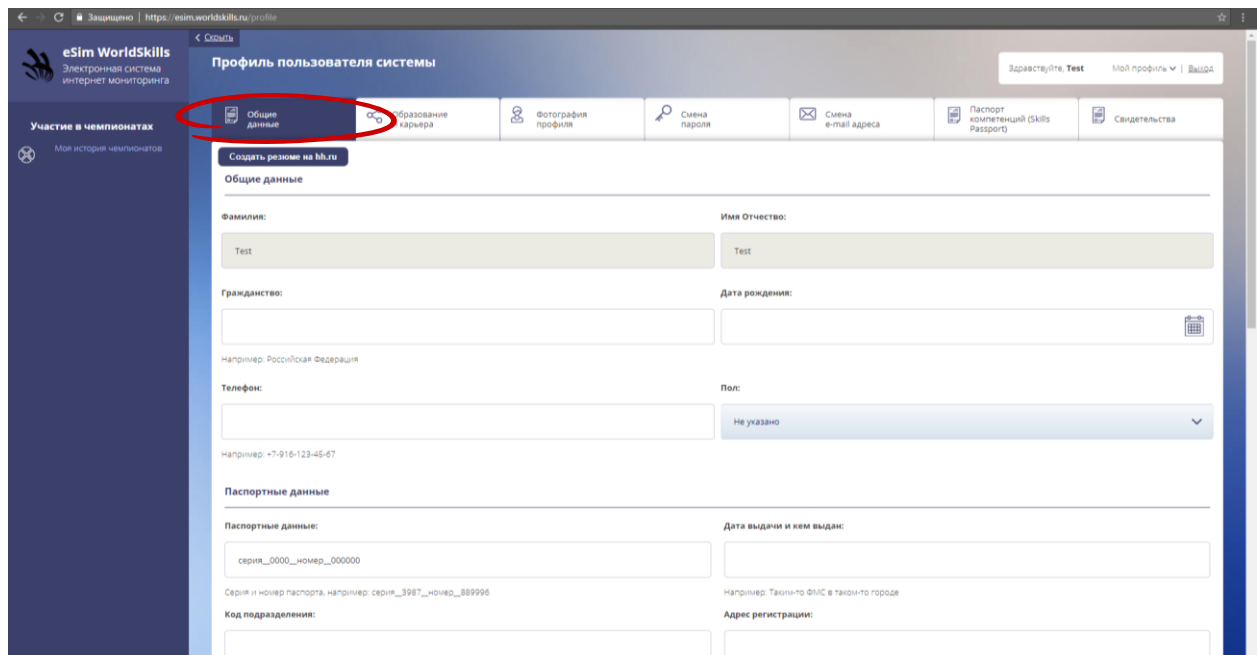 Защищено | https://esim.worldskills.ru/profile
Скрыть
eSim WorldSkills
Электронная система
интернет мониторинга
Участие в чемпионатах
Моя история чемпионатов
Профиль пользователя системы
Здравствуйте, Test Мой профиль | Выход
Общие
данные
Образование
карьера
Фотография
профиля
Смена
пароля
Смена
e-mail адреса
Паспорт
компетенций (Skills
Passport)
Свидетельства
Создать резюме на hh.ru
Общие данные
Фамилия: Имя Отчество:
Test Test
Гражданство: Дата рождения:
Например: Российская Федерация
Телефон: Пол:
Не указано
Например: +7-916-123-45-67
Паспортные данные
Паспортные данные: Дата выдачи и кем выдан:
серия__0000__номер__000000
Серия и номер паспорта, например: серия__3987__номер__889996 Например: Таким-то ФМС в таком-то городе
Код подразделения: Адрес регистрации: